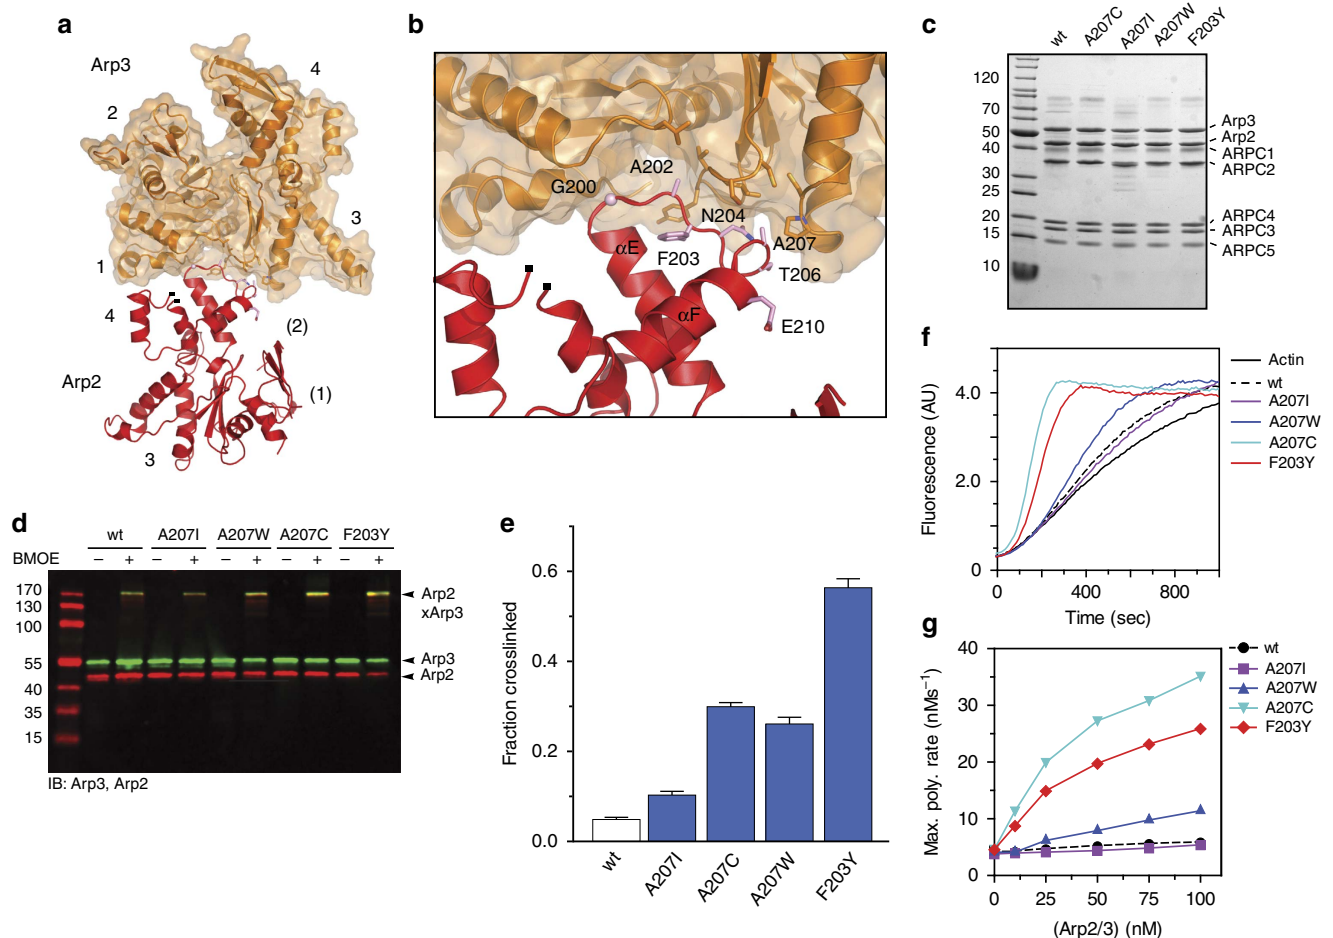 a
Arp3
4
2
3
1
4
(2)
Arp2
(1)
3
b
A202
G200
N204
αE
A207
F203
T206
αF
E210
c
wt
A207C
A207I
A207W
F203Y
120
70
50
40
30
25
20
15
10
Arp3
Arp2
ARPC1
ARPC2
ARPC4
ARPC3
ARPC5
d
wt A207I A207W A207C F203Y
BMOE – + – + – + – + – +
170
130
100
55
40
35
15
Arp2
xArp3
Arp3
Arp2
IB: Arp3, Arp2
e
Fraction crosslinked
0.6
0.4
0.2
0.0
wt
A207I
A207C
A207W
F203Y
f
Fluorescence (AU)
4.0
2.0
0
0 400 800
Time (sec)
Actin
wt
A207I
A207W
A207C
F203Y
g
Max. poly. rate (nMs⁻¹)
40
30
20
10
0
0 25 50 75 100
(Arp2/3) (nM)
wt
A207I
A207W
A207C
F203Y